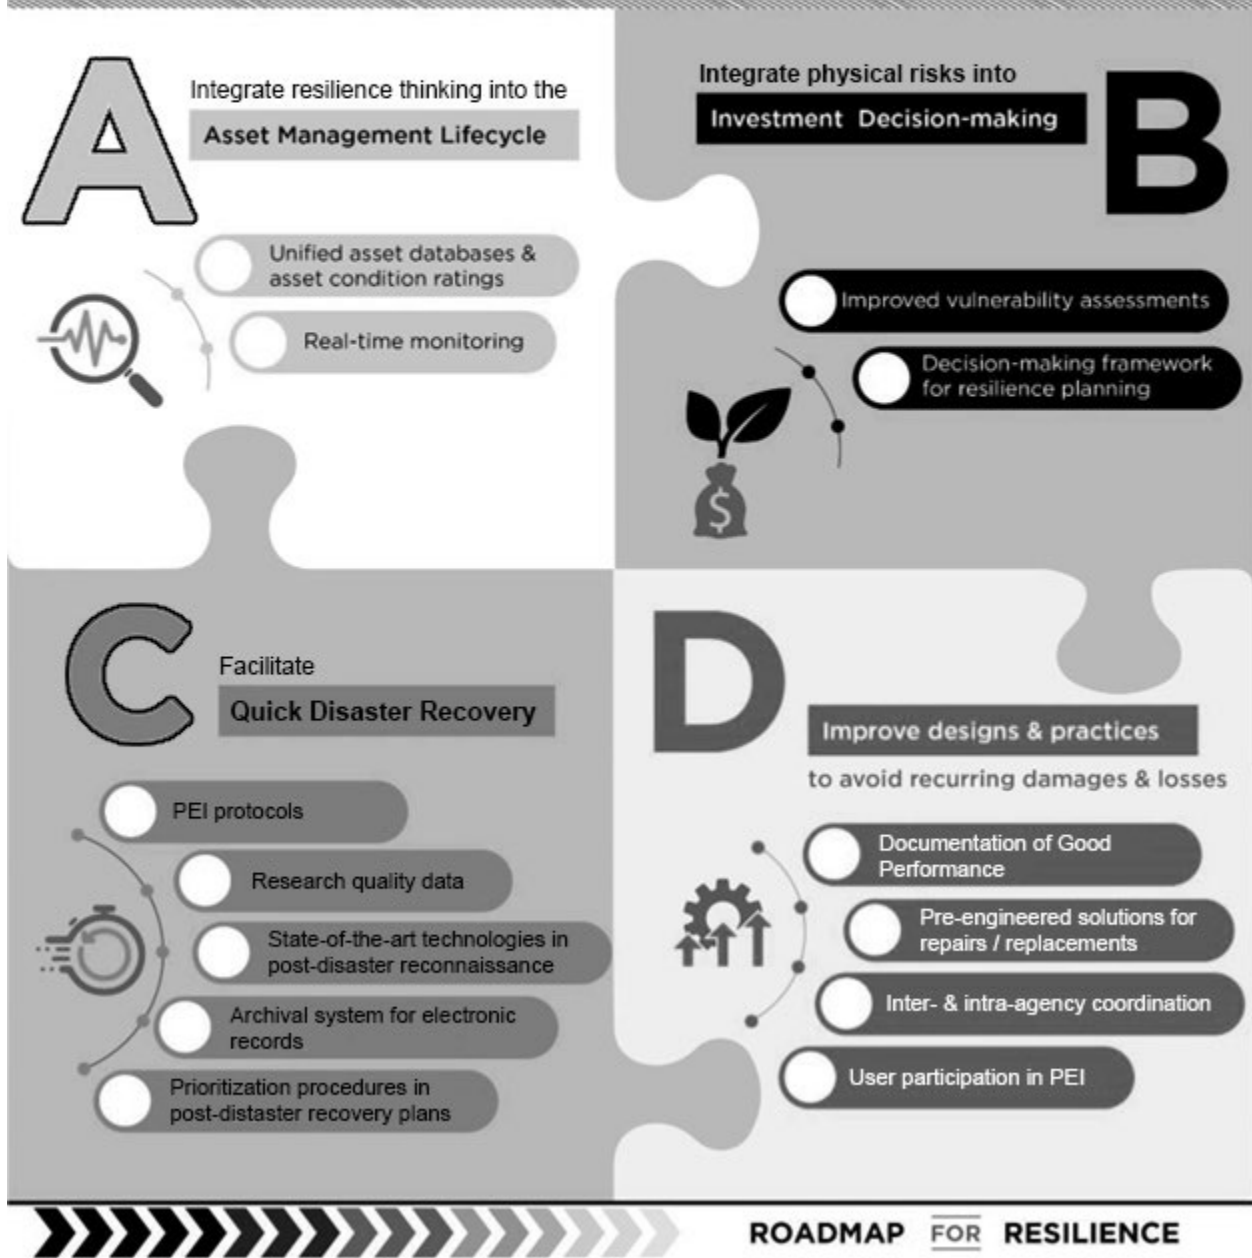 A
Integrate resilience thinking into the
Asset Management Lifecycle
Unified asset databases &
asset condition ratings
Real-time monitoring
B
Integrate physical risks into
Investment Decision-making
Improved vulnerability assessments
Decision-making framework
for resilience planning
$
C
Facilitate
Quick Disaster Recovery
PEI protocols
Research quality data
State-of-the-art technologies in
post-disaster reconnaissance
Archival system for electronic
records
Prioritization procedures in
post-distaster recovery plans
D
Improve designs & practices
to avoid recurring damages & losses
Documentation of Good
Performance
Pre-engineered solutions for
repairs / replacements
Inter- & intra-agency coordination
User participation in PEI
ROADMAP FOR RESILIENCE